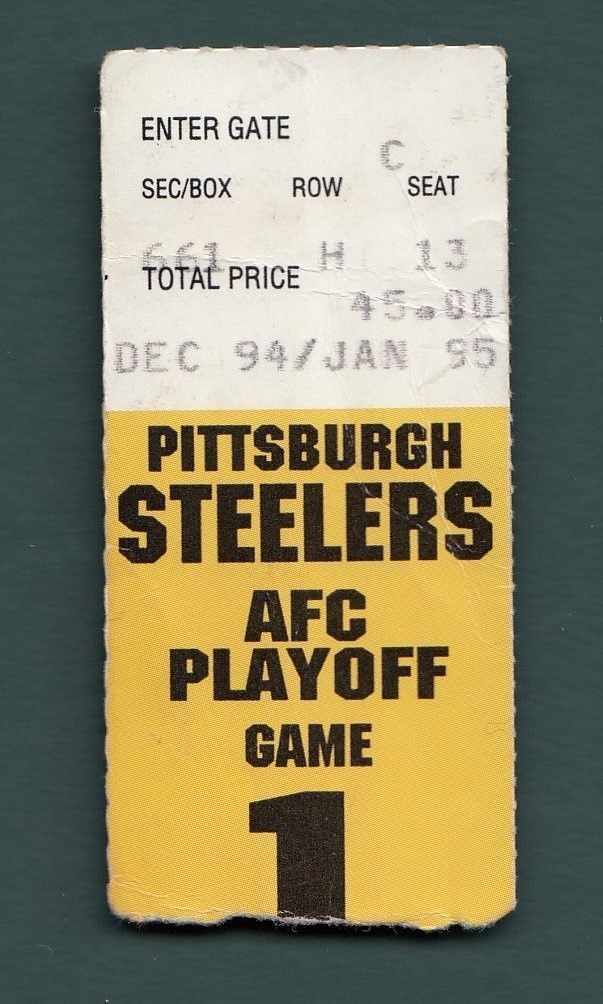 ENTER GATE
C
SEC/BOX ROW SEAT
661 H 13
TOTAL PRICE
45.00
DEC 94/JAN 95
PITTSBURGH
STEELERS
AFC
PLAYOFF
GAME
1